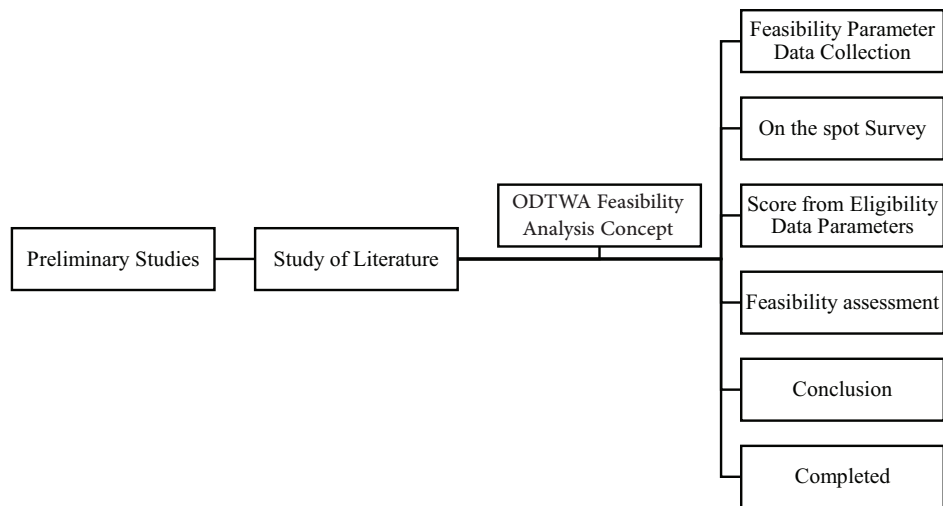 Preliminary Studies
Study of Literature
ODTWA Feasibility
Analysis Concept
Feasibility Parameter
Data Collection
On the spot Survey
Score from Eligibility
Data Parameters
Feasibility assessment
Conclusion
Completed